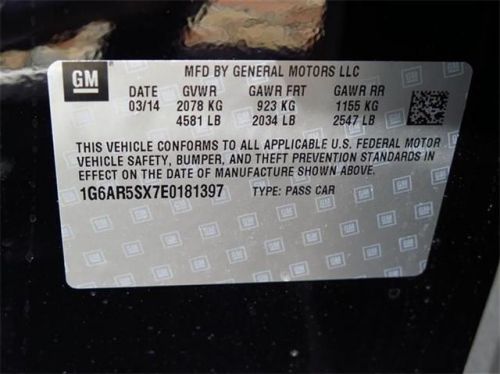 GM
MFD BY GENERAL MOTORS LLC
DATE GVWR GAWR FRT GAWR RR
03/14 2078 KG 923 KG 1155 KG
4581 LB 2034 LB 2547 LB
THIS VEHICLE CONFORMS TO ALL APPLICABLE U.S. FEDERAL MOTOR
VEHICLE SAFETY, BUMPER, AND THEFT PREVENTION STANDARDS IN
EFFECT ON THE DATE OF MANUFACTURE SHOWN ABOVE.
1G6AR5SX7E0181397 TYPE: PASS CAR